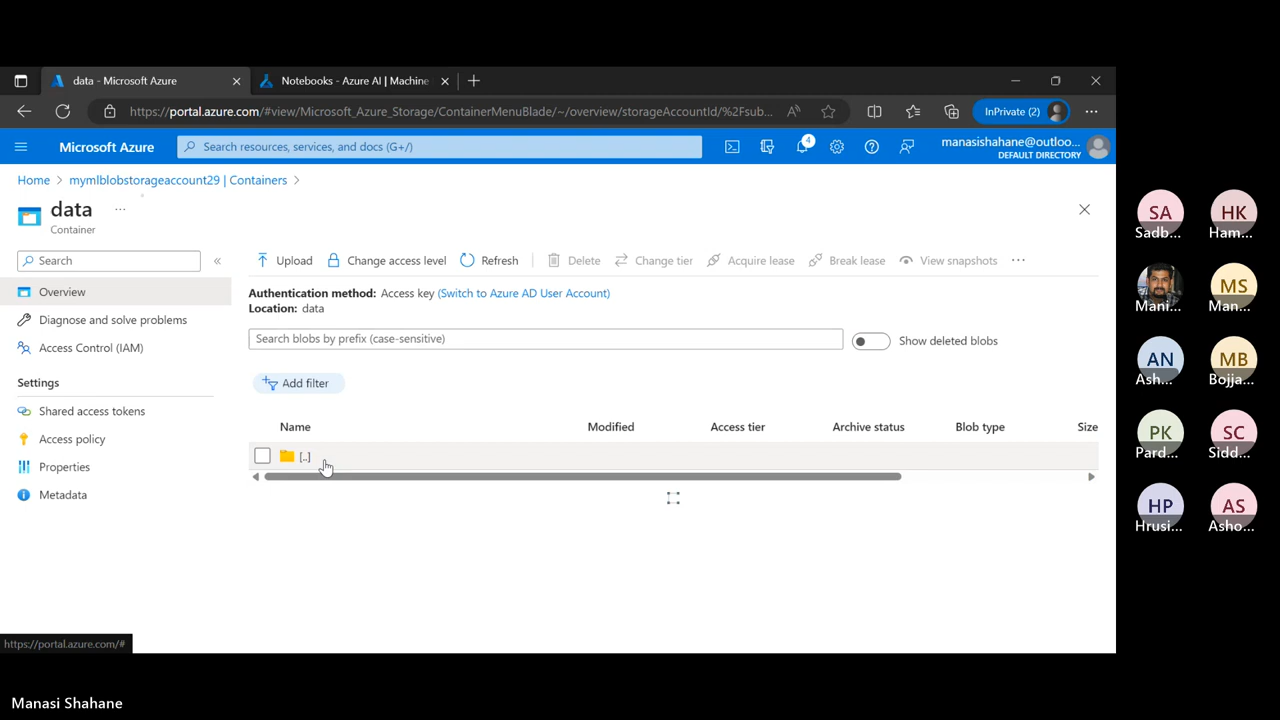 data - Microsoft Azure
Notebooks - Azure AI | Machine
https://portal.azure.com/#view/Microsoft_Azure_Storage/ContainerMenuBlade/~/overview/storageAccountId/%2Fsub...
InPrivate (2)
Microsoft Azure
Search resources, services, and docs (G+/)
4
manasishahane@outloo...
DEFAULT DIRECTORY
Home > mymlblobstorageaccount29 | Containers >
data ...
Container
Search
«
Overview
Diagnose and solve problems
Access Control (IAM)
Settings
Shared access tokens
Access policy
Properties
Metadata
Upload
Change access level
Refresh
Delete
Change tier
Acquire lease
Break lease
View snapshots
...
Authentication method: Access key (Switch to Azure AD User Account)
Location: data
Search blobs by prefix (case-sensitive)
Show deleted blobs
Add filter
Name Modified Access tier Archive status Blob type Size
[..]
https://portal.azure.com/#
SA HK
Sadb... Ham...
MS
Mani... Man...
AN MB
Ash... Bojja...
PK SC
Pard... Sidd...
HP AS
Hrusi... Asho...
Manasi Shahane